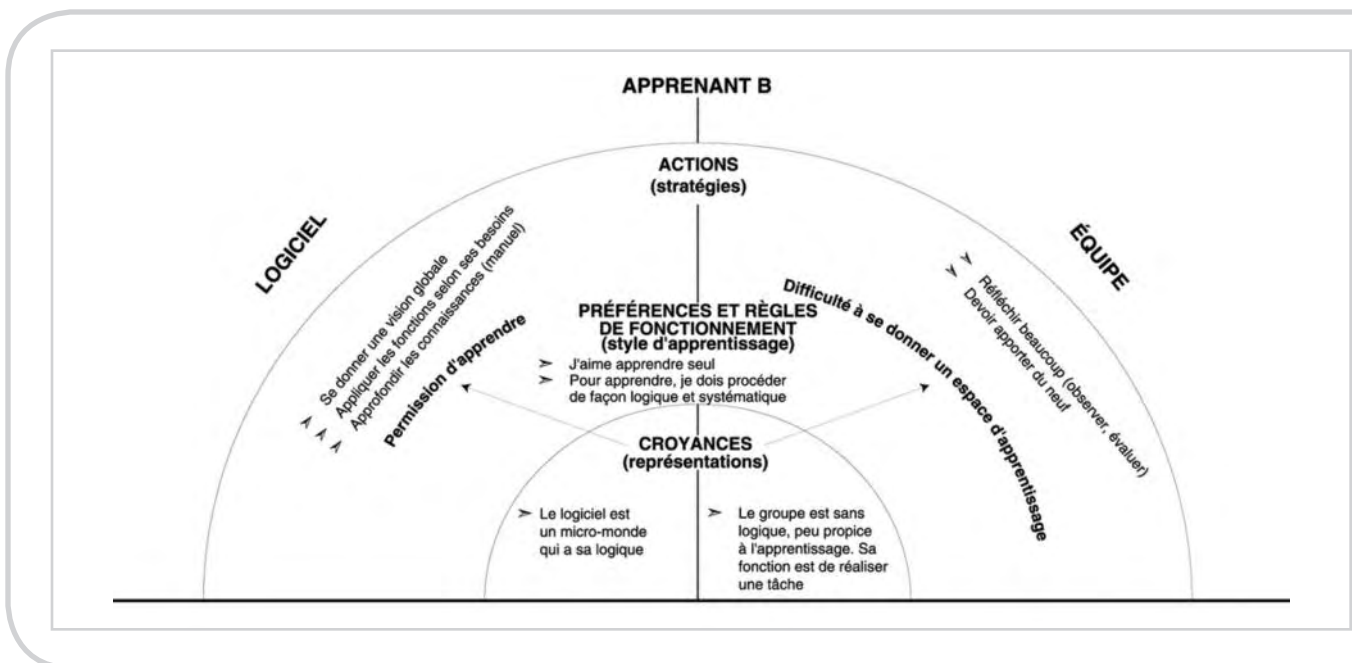 APPRENANT B
ACTIONS
(stratégies)
LOGICIEL
Se donner une vision globale
Appliquer les fonctions selon ses besoins
Approfondir les connaissances (manuel)
Permission d'apprendre
PRÉFÉRENCES ET RÈGLES
DE FONCTIONNEMENT
(style d'apprentissage)
J'aime apprendre seul
Pour apprendre, je dois procéder
de façon logique et systématique
ÉQUIPE
Réfléchir beaucoup (observer, évaluer)
Devoir apporter du neuf
Difficulté à se donner un espace d'apprentissage
CROYANCES
(représentations)
Le logiciel est
un micro-monde
qui a sa logique
Le groupe est sans
logique, peu propice
à l'apprentissage. Sa
fonction est de réaliser
une tâche